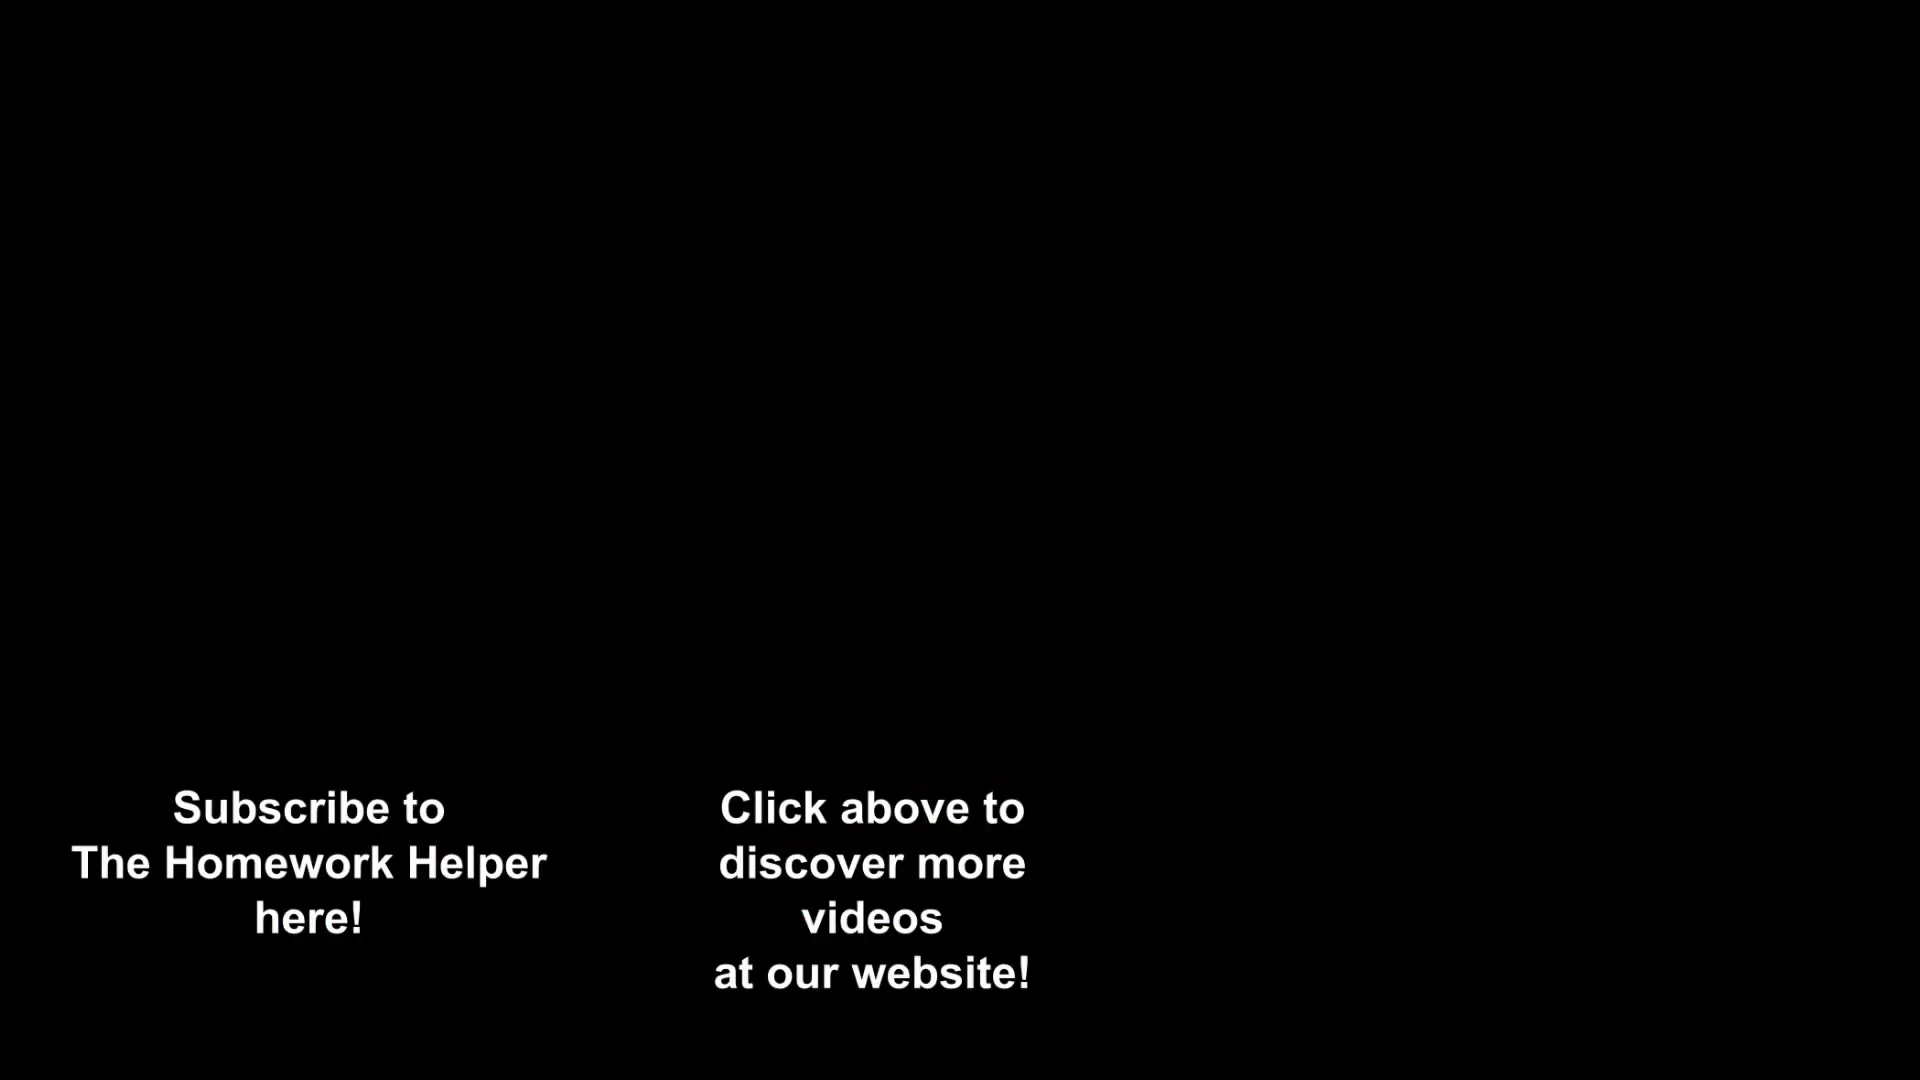 Subscribe to
The Homework Helper
here!
Click above to
discover more
videos
at our website!